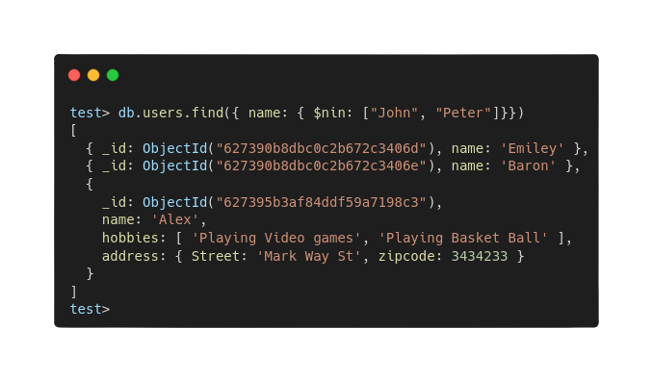 test> db.users.find({ name: { $nin: ["John", "Peter"]}})
[
  { _id: ObjectId("627390b8dbc0c2b672c3406d"), name: 'Emiley' },
  { _id: ObjectId("627390b8dbc0c2b672c3406e"), name: 'Baron' },
  {
    _id: ObjectId("627395b3af84ddf59a7198c3"),
    name: 'Alex',
    hobbies: [ 'Playing Video games', 'Playing Basket Ball' ],
    address: { Street: 'Mark Way St', zipcode: 3434233 }
  }
]
test>